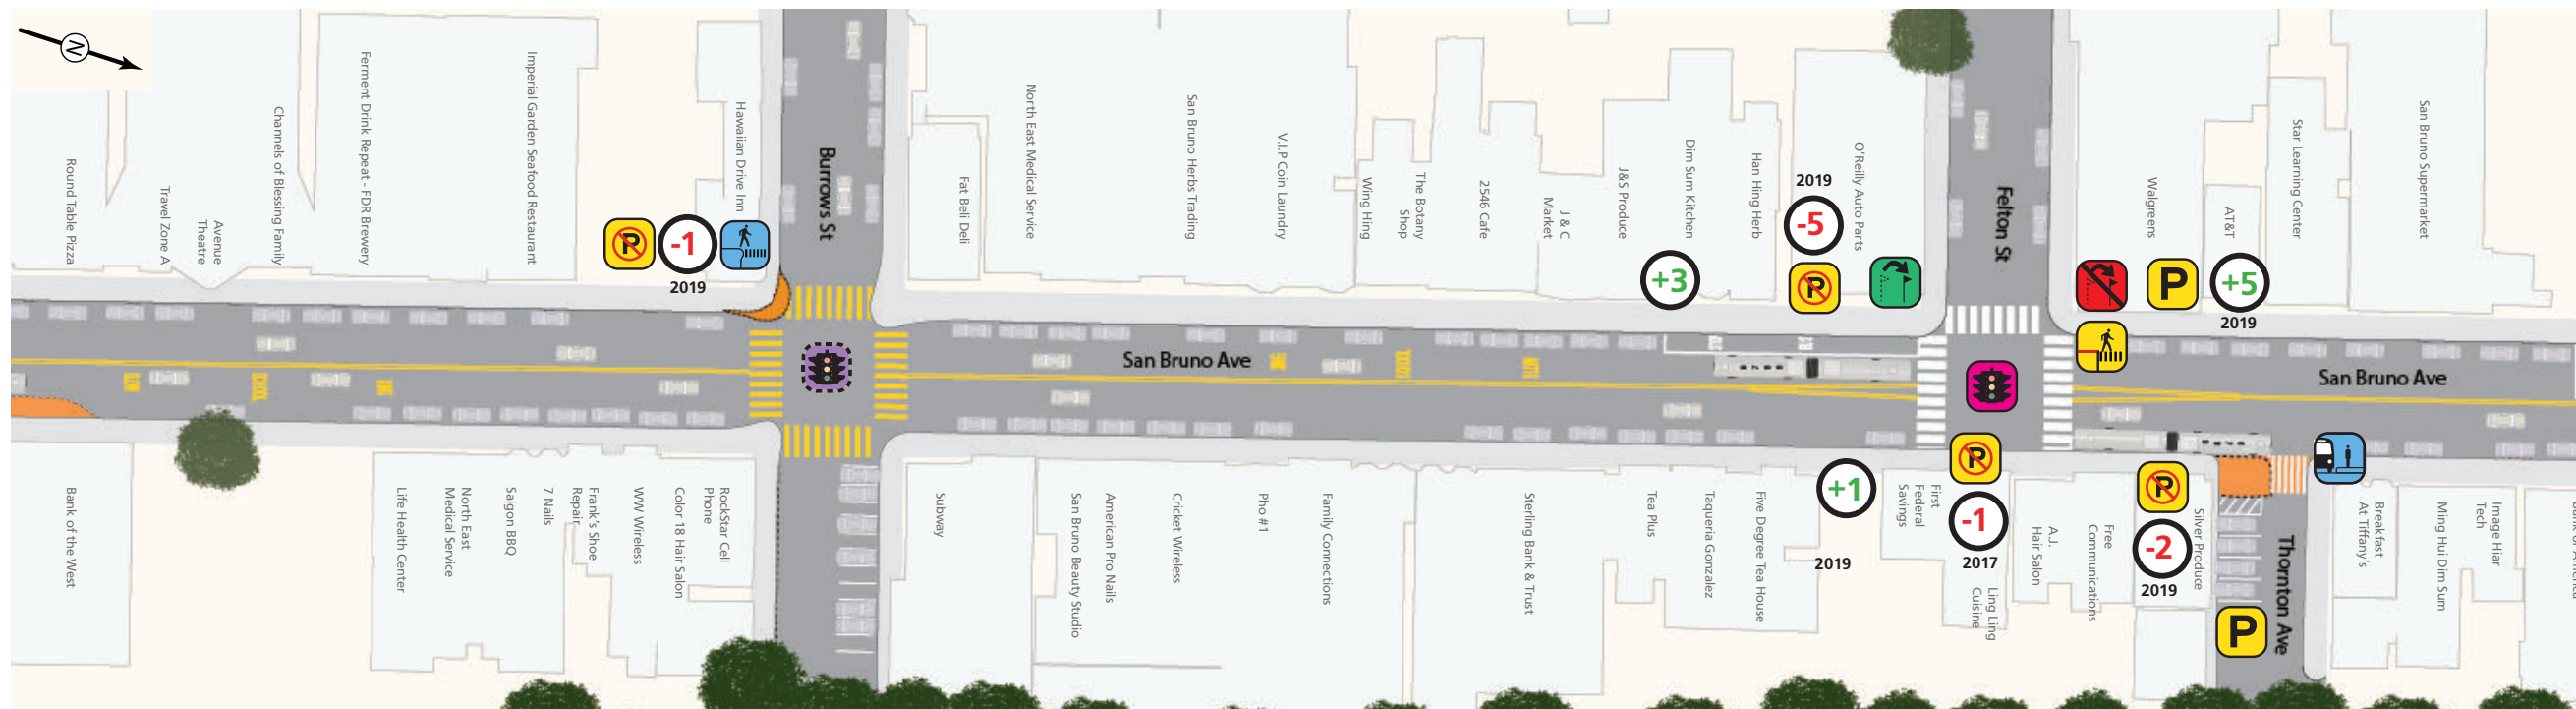 N
Round Table Pizza
Travel Zone A
Avenue
Theatre
Channels of Blessing Family
Ferment Drink Repeat - FDR Brewery
Imperial Garden Seafood Restaurant
Hawaiian Drive Inn
P
-1
2019
Burrows St
Fat Beli Deli
North East Medical Service
San Bruno Herbs Trading
V.I.P Coin Laundry
Wing Hing
The Botany
Shop
2546 Cafe
J & C
Market
J&S Produce
Dim Sum Kitchen
Han Hing Herb
O'Reilly Auto Parts
+3
2019
-5
P
Felton St
Walgreens
AT&T
Star Learning Center
San Bruno Supermarket
P
+5
2019
San Bruno Ave
San Bruno Ave
Bank of the West
Life Health Center
North East
Medical Service
Saigon BBQ
7 Nails
Frank's Shoe
Repair
WW Wireless
Color 18 Hair Salon
RockStar Cell
Phone
Subway
San Bruno Beauty Studio
American Pro Nails
Cricket Wireless
Pho #1
Family Connections
Sterling Bank & Trust
Tea Plus
Taqueria Gonzalez
Five Degree Tea House
+1
2019
First
Federal
Savings
P
-1
2017
Ling Ling
Cuisine
A.J.
Hair Salon
Free
Communications
P
-2
2019
Silver Produce
P
Thornton Ave
Breakfast
At Tiffany's
Ming Hui Dim Sum
Image Hiar
Tech